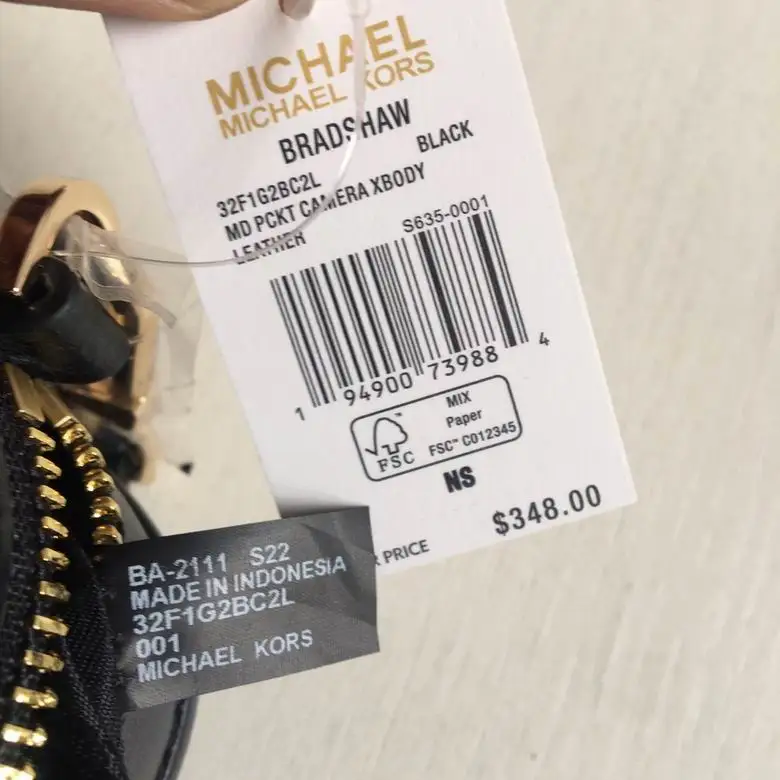 MICHAEL
MICHAEL KORS
BRADSHAW
BLACK
32F1G2BC2L
MD PCKT CAMERA XBODY
LEATHER
S635-0001
1 94900 73988 4
FSC
MIX
Paper
FSC™ C012345
NS
$348.00
PRICE
BA-2111 S22
MADE IN INDONESIA
32F1G2BC2L
001
MICHAEL KORS